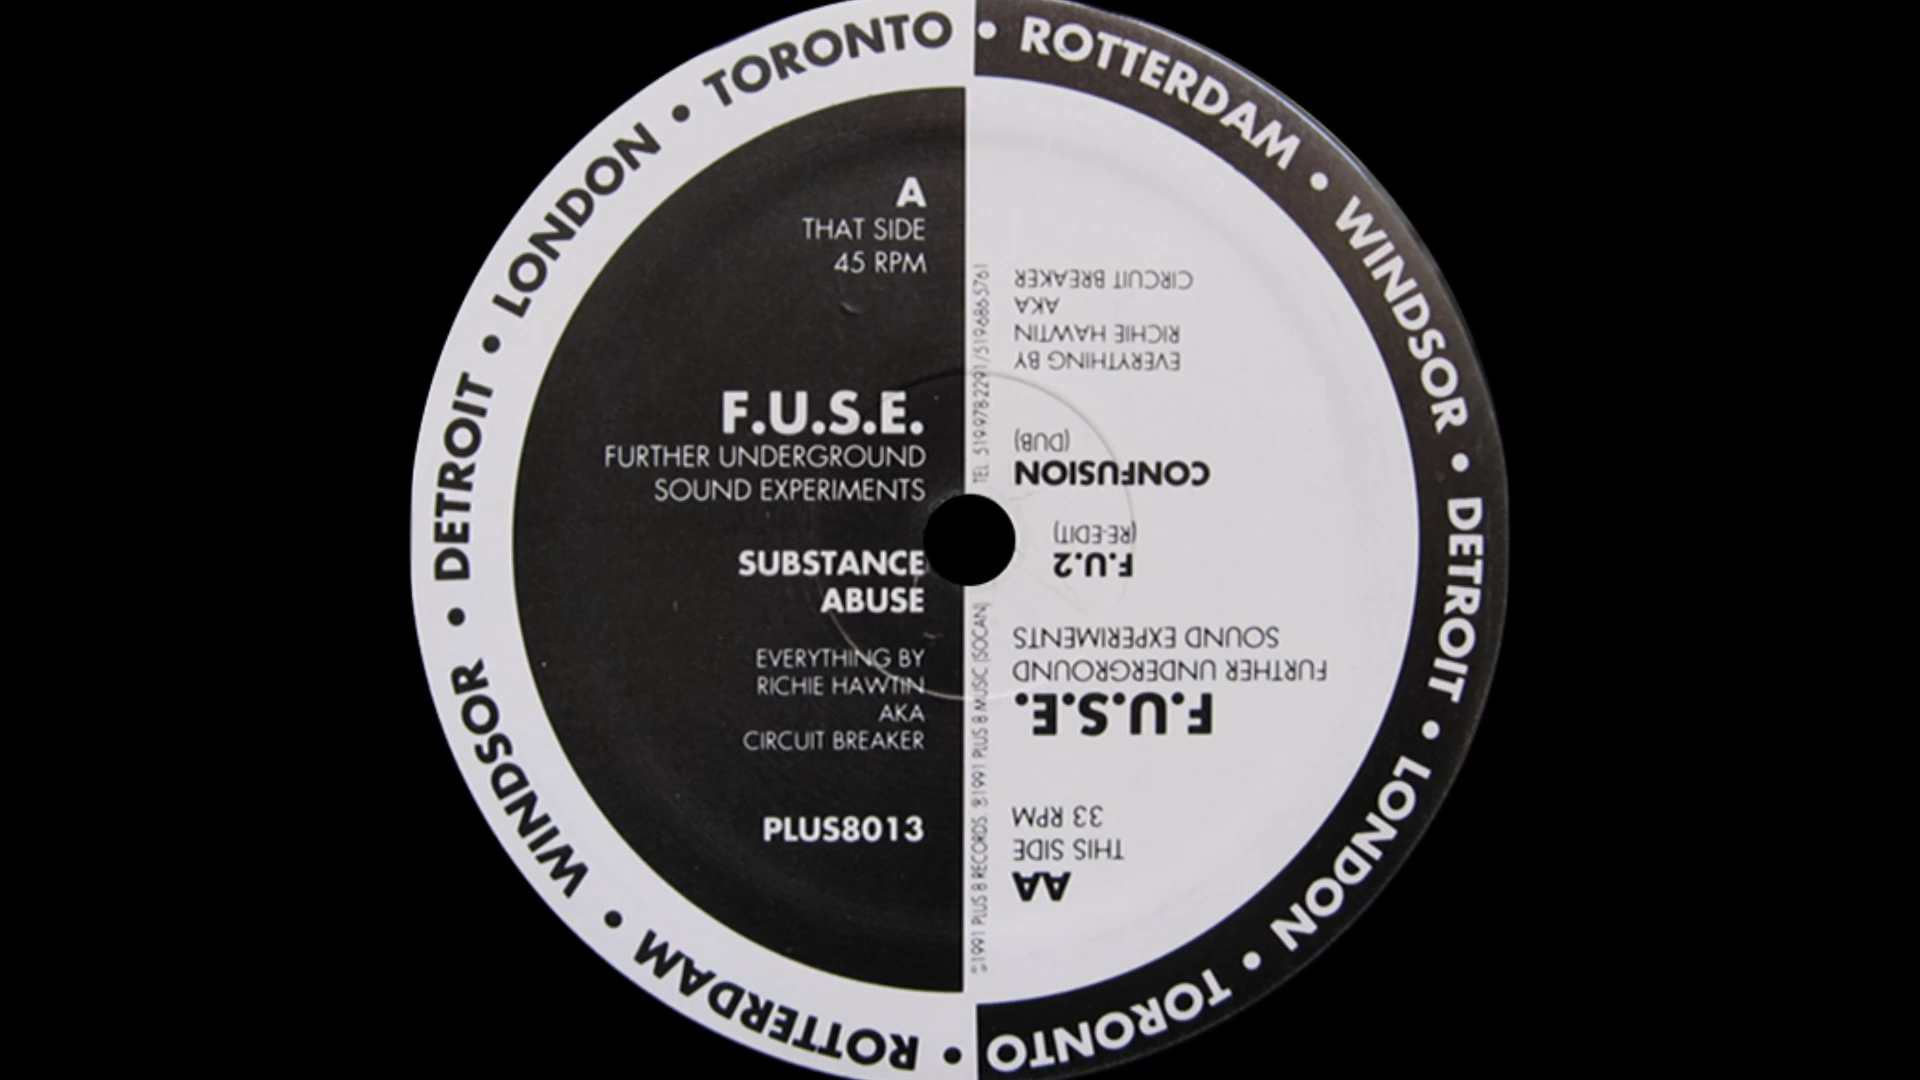 TORONTO • ROTTERDAM • WINDSOR • DETROIT • LONDON • TORONTO • ROTTERDAM • WINDSOR • DETROIT • LONDON •
A
THAT SIDE
45 RPM
F.U.S.E.
FURTHER UNDERGROUND
SOUND EXPERIMENTS
SUBSTANCE
ABUSE
EVERYTHING BY
RICHIE HAWTIN
AKA
CIRCUIT BREAKER
PLUS8013
©1991 PLUS 8 RECORDS. ℗1991 PLUS 8 MUSIC (SOCAN) TEL 519-978-2291/519-686-5761
AA
THIS SIDE
33 RPM
F.U.S.E.
FURTHER UNDERGROUND
SOUND EXPERIMENTS
F.U.2
(RE-EDIT)
CONFUSION
(DUB)
EVERYTHING BY
RICHIE HAWTIN
AKA
CIRCUIT BREAKER